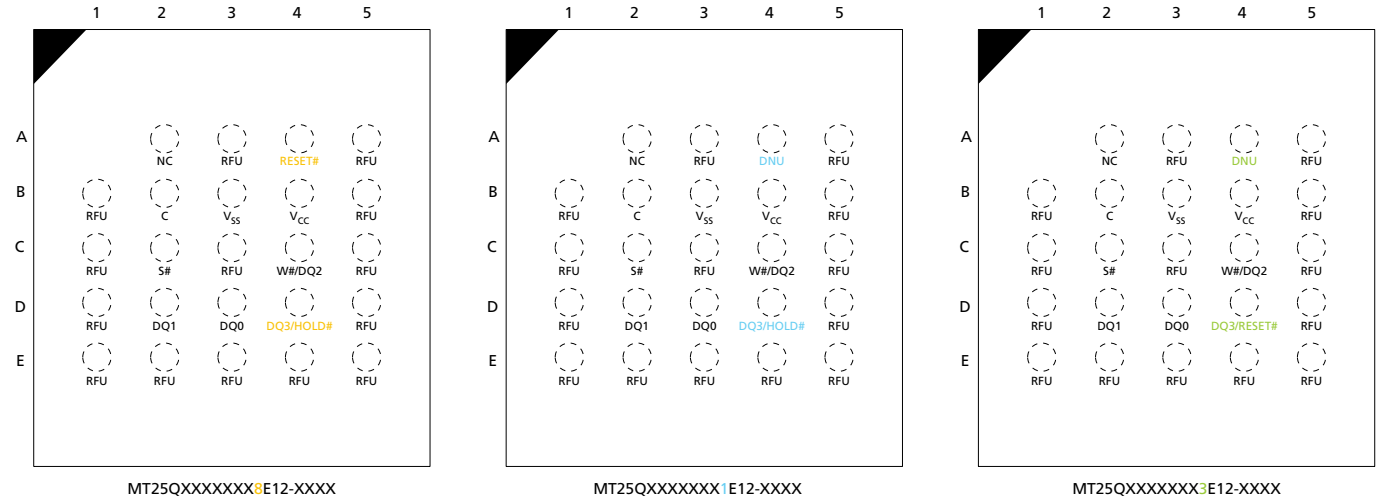 1 2 3 4 5
A
NC RFU RESET# RFU
B
RFU C VSS VCC RFU
C
RFU S# RFU W#/DQ2 RFU
D
RFU DQ1 DQ0 DQ3/HOLD# RFU
E
RFU RFU RFU RFU RFU
MT25QXXXXXXX8E12-XXXX
1 2 3 4 5
A
NC RFU DNU RFU
B
RFU C VSS VCC RFU
C
RFU S# RFU W#/DQ2 RFU
D
RFU DQ1 DQ0 DQ3/HOLD# RFU
E
RFU RFU RFU RFU RFU
MT25QXXXXXXX1E12-XXXX
1 2 3 4 5
A
NC RFU DNU RFU
B
RFU C VSS VCC RFU
C
RFU S# RFU W#/DQ2 RFU
D
RFU DQ1 DQ0 DQ3/RESET# RFU
E
RFU RFU RFU RFU RFU
MT25QXXXXXXX3E12-XXXX